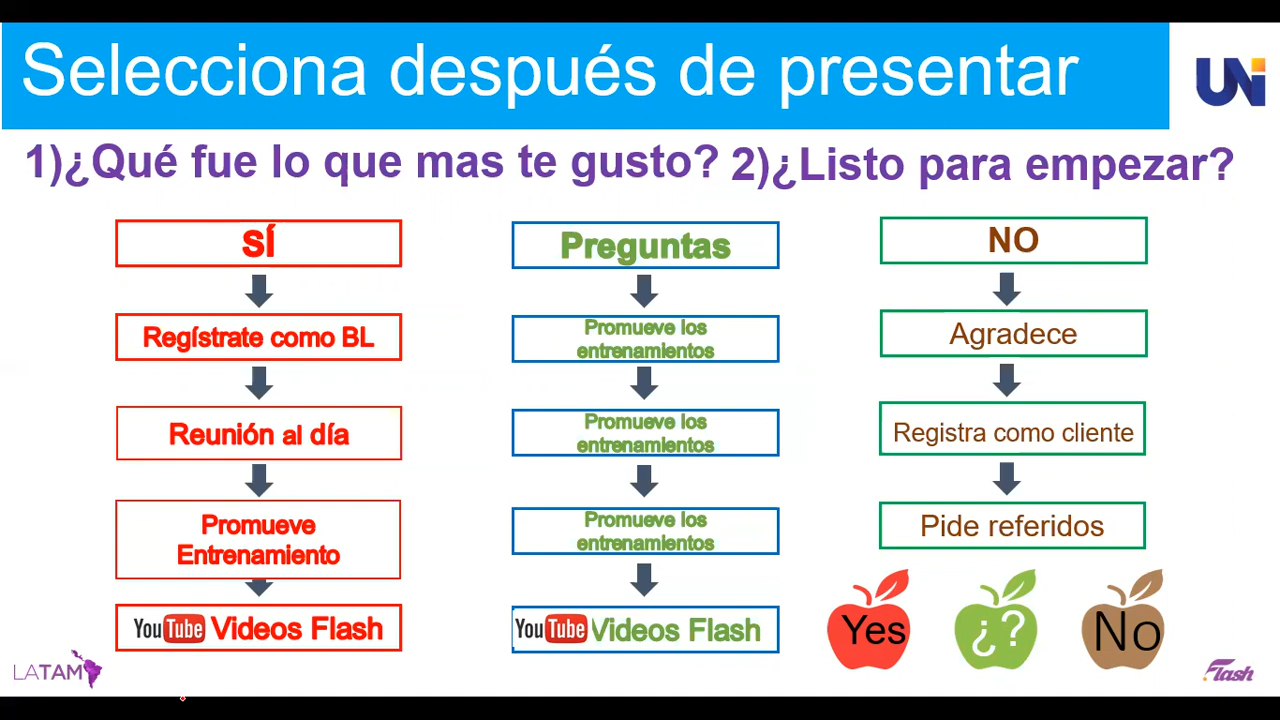 Selecciona después de presentar
UNi
1)¿Qué fue lo que mas te gusto? 2)¿Listo para empezar?
SÍ
Regístrate como BL
Reunión al día
Promueve
Entrenamiento
YouTube Videos Flash
Preguntas
Promueve los
entrenamientos
Promueve los
entrenamientos
Promueve los
entrenamientos
YouTube Videos Flash
NO
Agradece
Registra como cliente
Pide referidos
Yes
¿?
No
LATAM
Flash